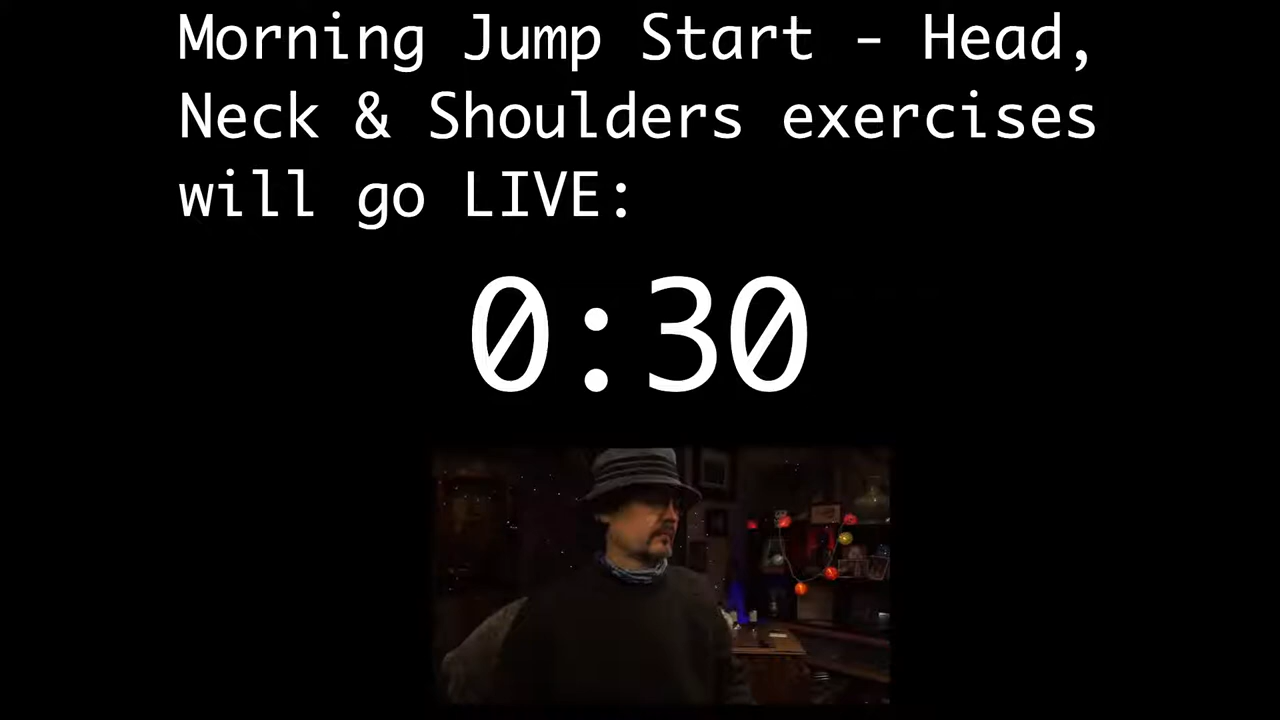 Morning Jump Start - Head,
Neck & Shoulders exercises
will go LIVE:
0:30